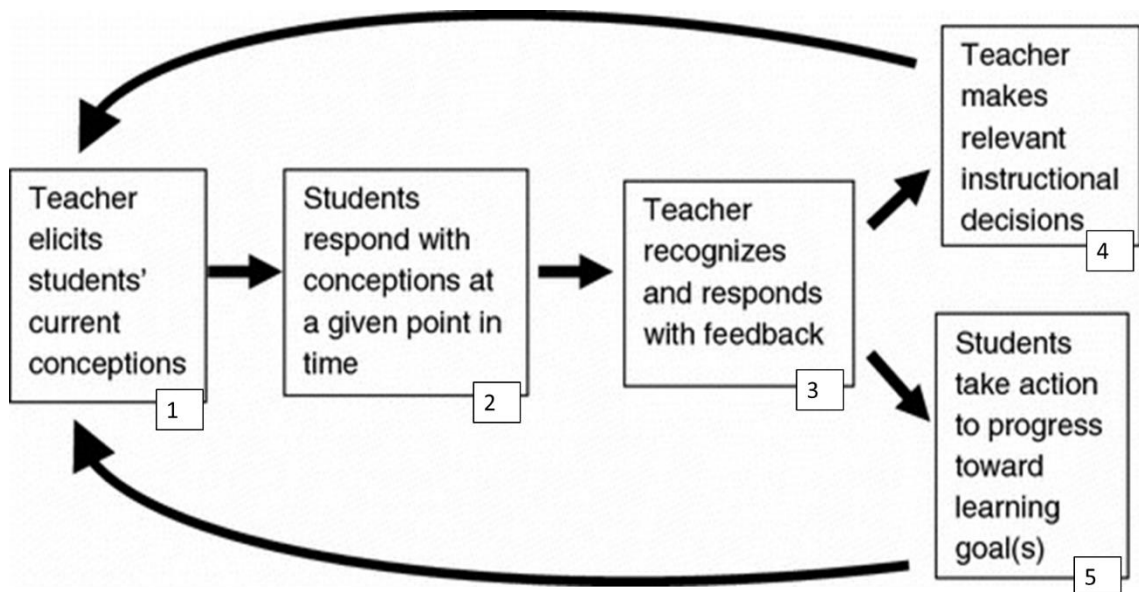 Teacher
elicits
students’
current
conceptions
1
Students
respond with
conceptions at
a given point in
time
2
Teacher
recognizes
and responds
with feedback
3
Teacher
makes
relevant
instructional
decisions
4
Students
take action
to progress
toward
learning
goal(s)
5